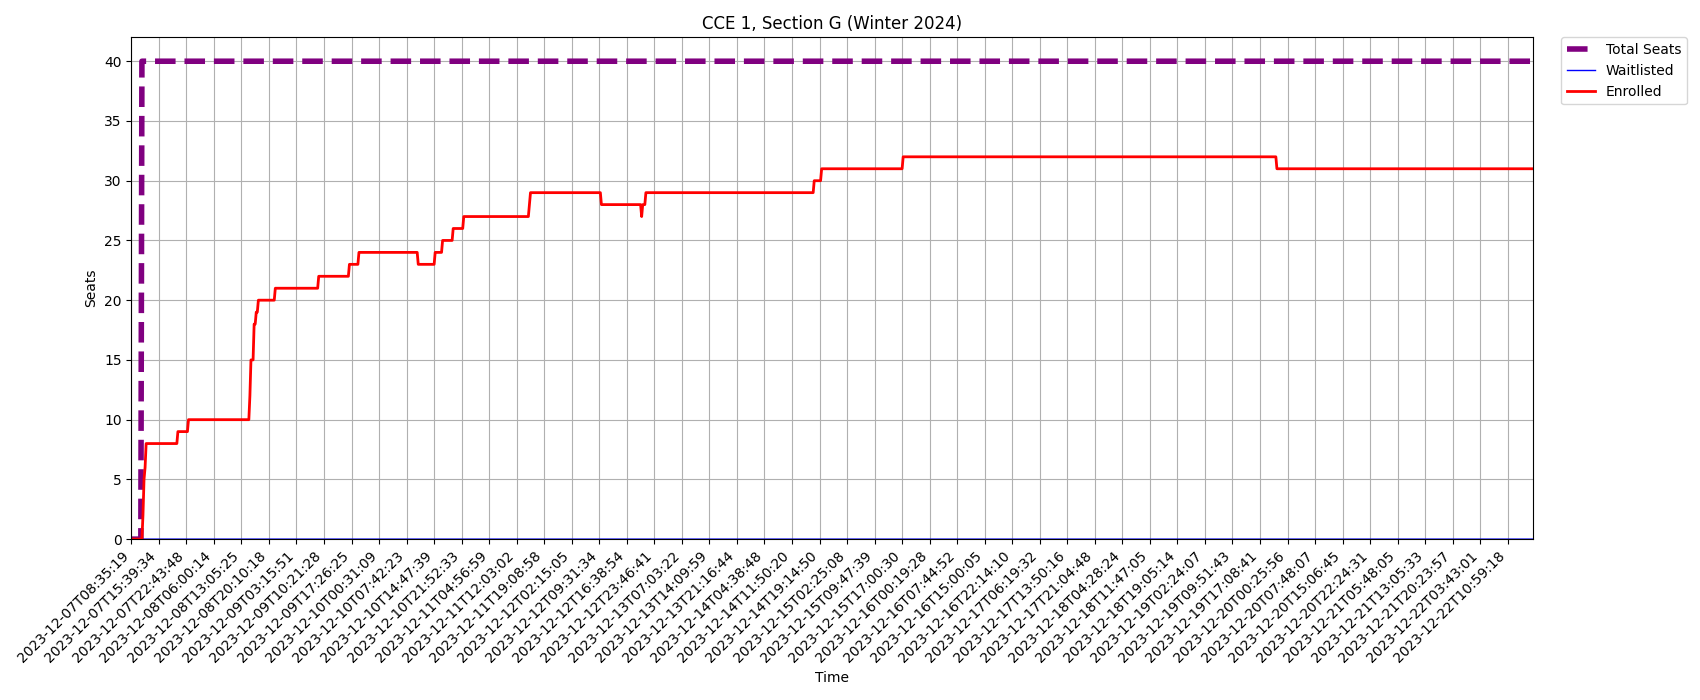 CCE 1, Section G (Winter 2024)
Total Seats
Waitlisted
Enrolled
Seats
40
35
30
25
20
15
10
5
0
2023-12-07T08:35:19
2023-12-07T15:39:34
2023-12-07T22:43:48
2023-12-08T06:00:14
2023-12-08T13:05:25
2023-12-08T20:10:18
2023-12-09T03:15:51
2023-12-09T10:21:28
2023-12-09T17:26:25
2023-12-10T00:31:09
2023-12-10T07:42:23
2023-12-10T14:47:39
2023-12-10T21:52:33
2023-12-11T04:56:59
2023-12-11T12:03:02
2023-12-11T19:08:58
2023-12-12T02:15:05
2023-12-12T09:31:34
2023-12-12T16:38:54
2023-12-12T23:46:41
2023-12-13T07:03:22
2023-12-13T14:09:59
2023-12-13T21:16:44
2023-12-14T04:38:48
2023-12-14T11:50:20
2023-12-14T19:14:50
2023-12-15T02:25:08
2023-12-15T09:47:39
2023-12-15T17:00:30
2023-12-16T00:19:28
2023-12-16T07:44:52
2023-12-16T15:00:05
2023-12-16T22:14:10
2023-12-17T06:19:32
2023-12-17T13:50:16
2023-12-17T21:04:48
2023-12-18T04:28:24
2023-12-18T11:47:05
2023-12-18T19:05:14
2023-12-19T02:24:07
2023-12-19T09:51:43
2023-12-19T17:08:41
2023-12-20T00:25:56
2023-12-20T07:48:07
2023-12-20T15:06:45
2023-12-20T22:24:31
2023-12-21T05:48:05
2023-12-21T13:05:33
2023-12-21T20:23:57
2023-12-22T03:43:01
2023-12-22T10:59:18
Time